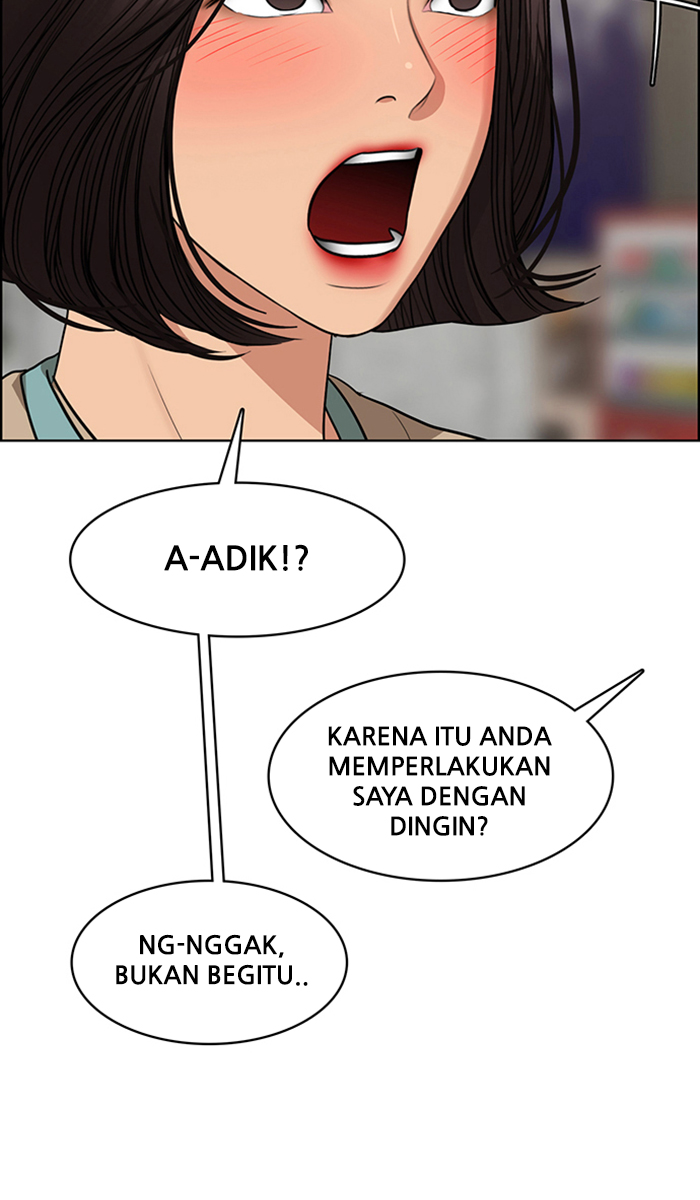 A-ADIK!?
KARENA ITU ANDA
MEMPERLAKUKAN
SAYA DENGAN
DINGIN?
NG-NGGAK,
BUKAN BEGITU..